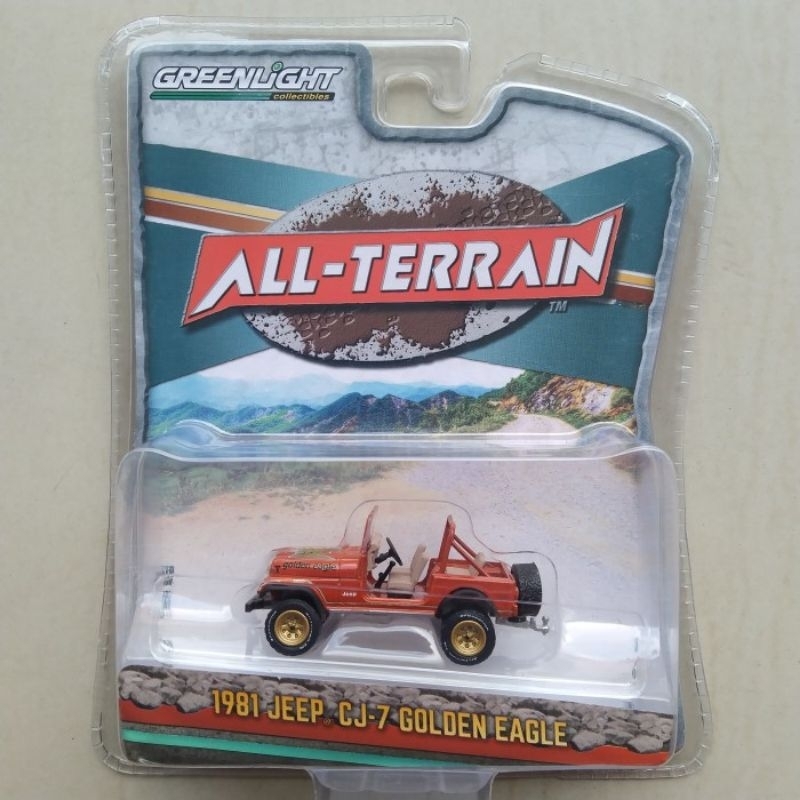 GREENLIGHT
collectibles
ALL-TERRAIN
TM
golden eagle
Jeep
1981 JEEP® CJ-7 GOLDEN EAGLE